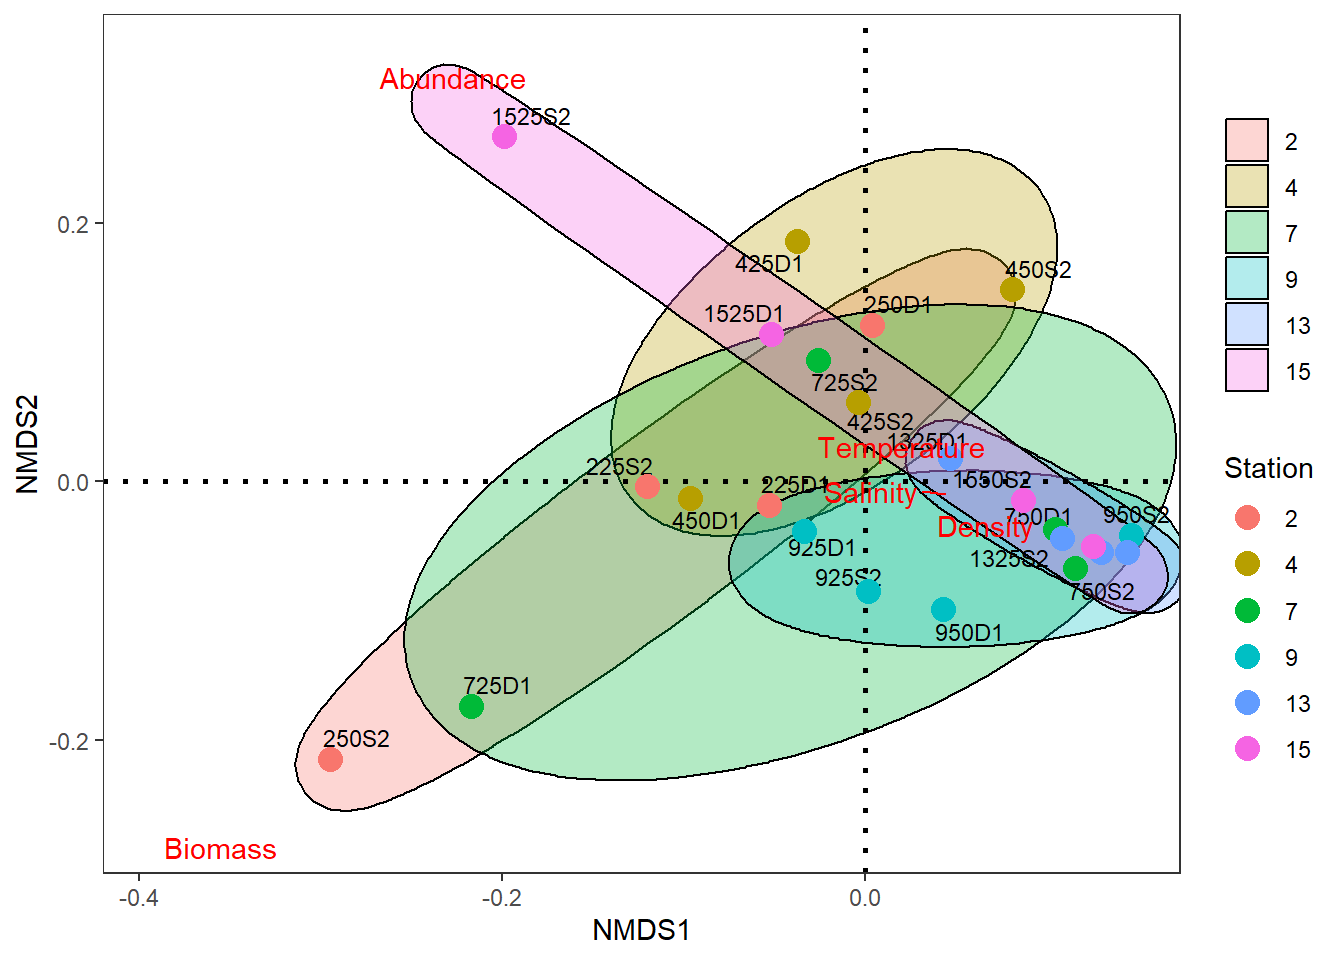 Abundance
1525S2
2
4
7
9
13
15
0.2
425D1
450S2
1525D1
250D1
725S2
425S2
1325D1
Temperature
Station
NMDS2
0.0
225S2
225D1
1550S2
Salinity
2
450D1
750D1
950S2
Density
925D1
1325S2
4
925S2
750S2
7
950D1
9
725D1
13
-0.2
250S2
15
Biomass
-0.4
-0.2
0.0
NMDS1